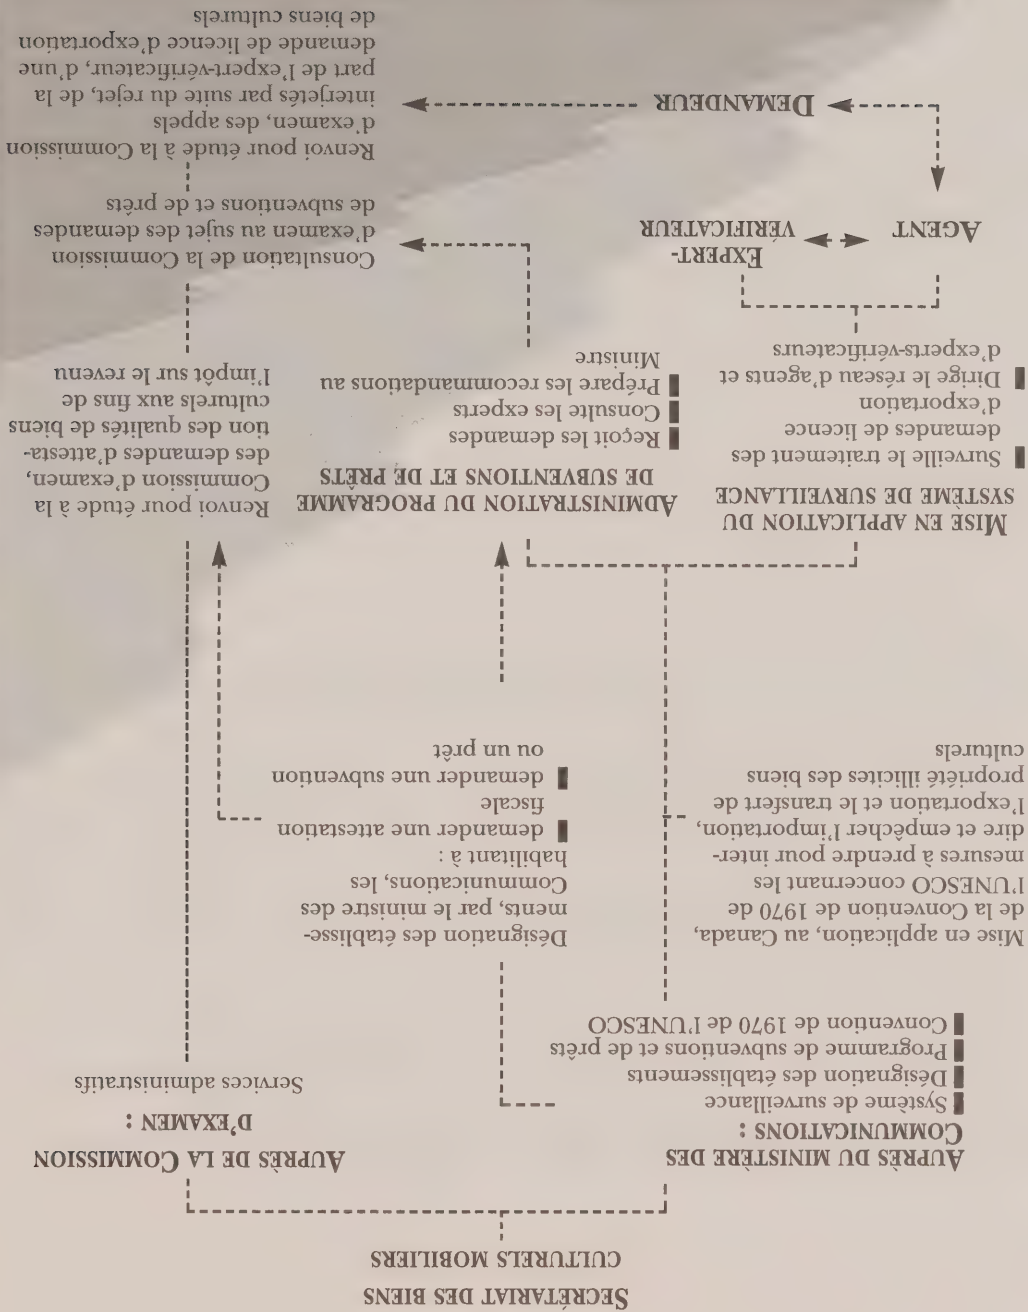 SECRÉTARIAT DES BIENS
CULTURELS MOBILIERS
AUPRÈS DU MINISTÈRE DES
COMMUNICATIONS :
Système de surveillance
Désignation des établissements
Programme de subventions et de prêts
Convention de 1970 de l'UNESCO
AUPRÈS DE LA COMMISSION
D'EXAMEN :
Services administratifs
Mise en application, au Canada,
de la Convention de 1970 de
l'UNESCO concernant les
mesures à prendre pour inter-
dire et empêcher l'importation,
l'exportation et le transfert de
propriété illicites des biens
culturels
Désignation des établisse-
ments, par le ministre des
Communications, les
habilitant à :
demander une attestation
fiscale
demander une subvention
ou un prêt
MISE EN APPLICATION DU
SYSTÈME DE SURVEILLANCE
Surveille le traitement des
demandes de licence
d'exportation
Dirige le réseau d'agents et
d'experts-vérificateurs
ADMINISTRATION DU PROGRAMME
DE SUBVENTIONS ET DE PRÊTS
Reçoit les demandes
Consulte les experts
Prépare les recommandations au
Ministre
Renvoi pour étude à la
Commission d'examen,
des demandes d'attesta-
tion des qualités de biens
culturels aux fins de
l'impôt sur le revenu
AGENT
EXPERT-
VÉRIFICATEUR
Consultation de la Commission
d'examen au sujet des demandes
de subventions et de prêts
DEMANDEUR
Renvoi pour étude à la Commission
d'examen, des appels
interjetés par suite du rejet, de la
part de l'expert-vérificateur, d'une
demande de licence d'exportation
de biens culturels